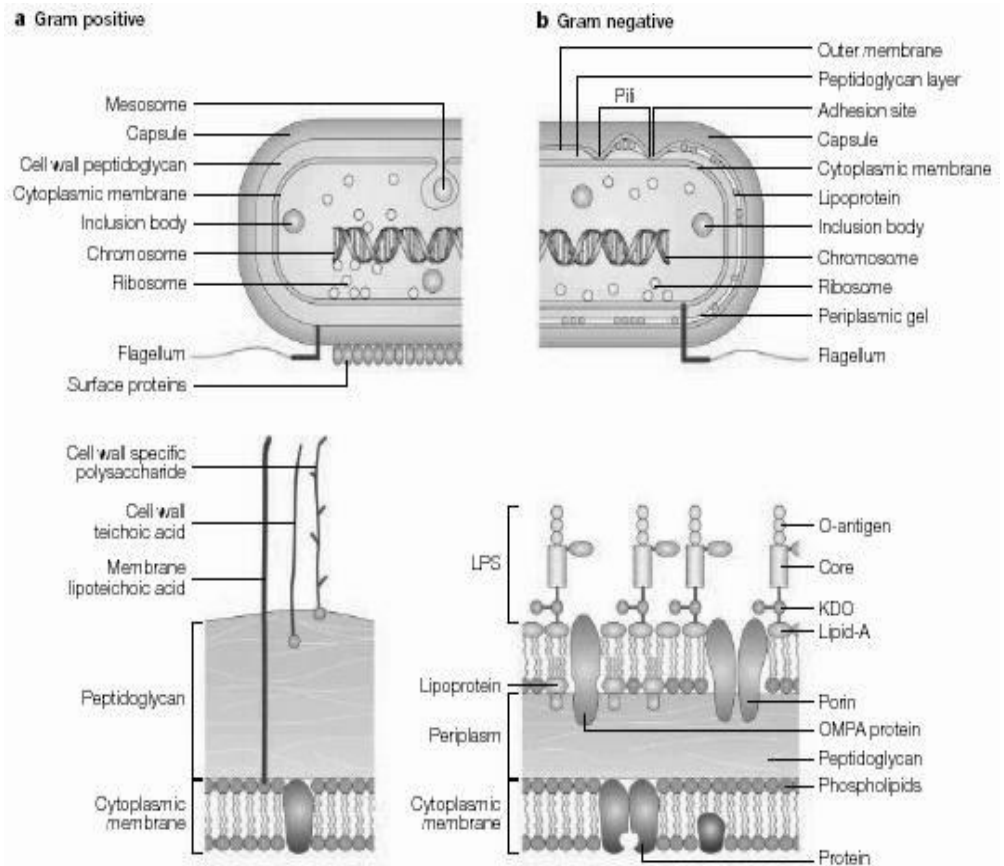 a Gram positive
Mesosome
Capsule
Cell wall peptidoglycan
Cytoplasmic membrane
Inclusion body
Chromosome
Ribosome
Flagellum
Surface proteins
b Gram negative
Outer membrane
Peptidoglycan layer
Pili
Adhesion site
Capsule
Cytoplasmic membrane
Lipoprotein
Inclusion body
Chromosome
Ribosome
Periplasmic gel
Flagellum
Cell wall specific
polysaccharide
Cell wall
teichoic acid
Membrane
lipoteichoic acid
Peptidoglycan
Cytoplasmic
membrane
LPS
O-antigen
Core
KDO
Lipid-A
Lipoprotein
Porin
Periplasm
OMPA protein
Peptidoglycan
Phospholipids
Cytoplasmic
membrane
Protein